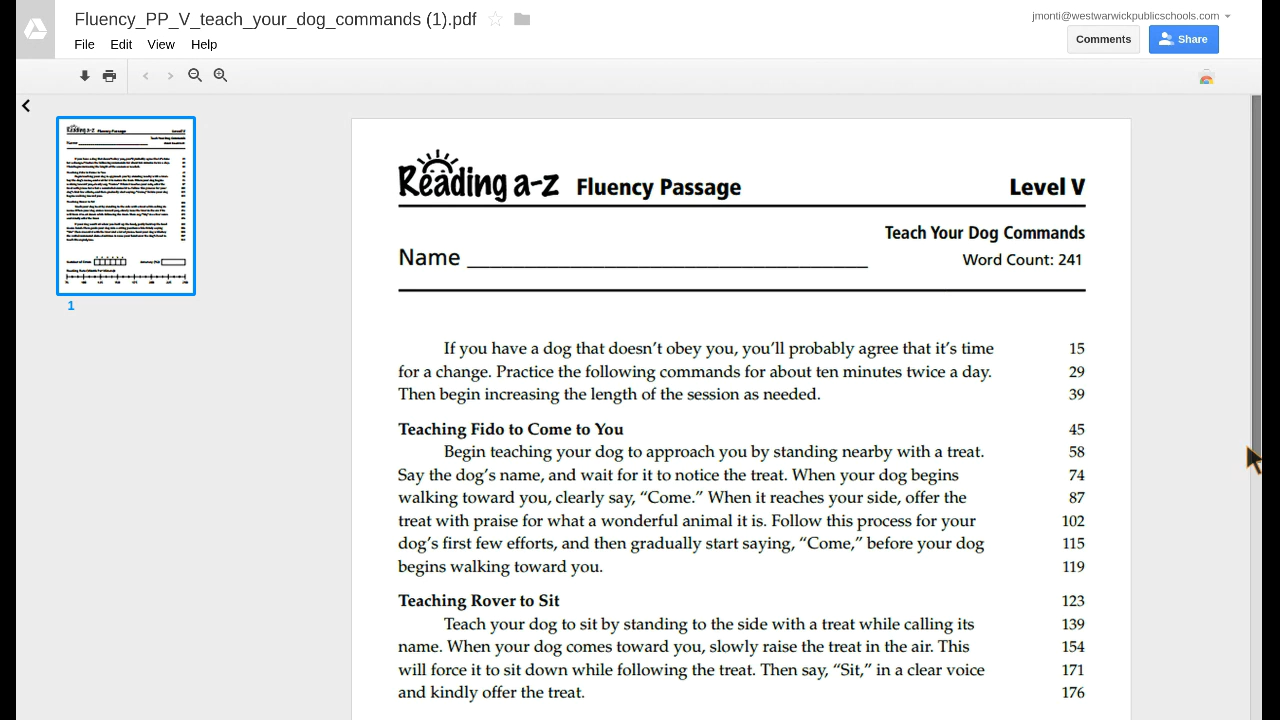 Fluency_PP_V_teach_your_dog_commands (1).pdf
jmonti@westwarwickpublicschools.com
File Edit View Help
Comments
Share
1
Reading a-z Fluency Passage Level V
Teach Your Dog Commands
Name
Word Count: 241
If you have a dog that doesn’t obey you, you’ll probably agree that it’s time 15
for a change. Practice the following commands for about ten minutes twice a day. 29
Then begin increasing the length of the session as needed. 39
Teaching Fido to Come to You 45
Begin teaching your dog to approach you by standing nearby with a treat. 58
Say the dog’s name, and wait for it to notice the treat. When your dog begins 74
walking toward you, clearly say, “Come.” When it reaches your side, offer the 87
treat with praise for what a wonderful animal it is. Follow this process for your 102
dog’s first few efforts, and then gradually start saying, “Come,” before your dog 115
begins walking toward you. 119
Teaching Rover to Sit 123
Teach your dog to sit by standing to the side with a treat while calling its 139
name. When your dog comes toward you, slowly raise the treat in the air. This 154
will force it to sit down while following the treat. Then say, “Sit,” in a clear voice 171
and kindly offer the treat. 176